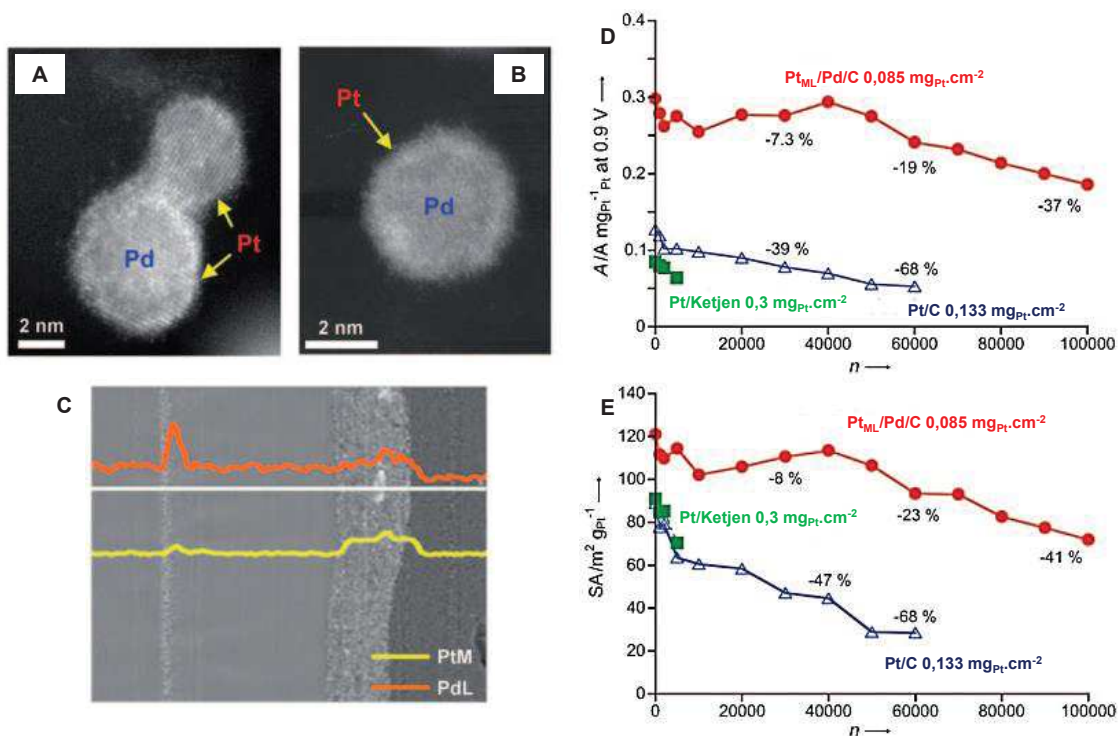 A
Pd
Pt
2 nm
B
Pt
Pd
2 nm
C
PtM
PdL
D
A/A mg⁻¹Pt at 0.9 V →
0.4
0.3
0.2
0.1
0
PtML/Pd/C 0,085 mgPt.cm⁻²
-7.3 %
-19 %
-37 %
-39 %
-68 %
Pt/Ketjen 0,3 mgPt.cm⁻²
Pt/C 0,133 mgPt.cm⁻²
0 20000 40000 60000 80000 100000
n →
E
SA/m² gPt⁻¹ →
140
120
100
80
60
40
20
0
PtML/Pd/C 0,085 mgPt.cm⁻²
-8 %
-23 %
-41 %
Pt/Ketjen 0,3 mgPt.cm⁻²
-47 %
-68 %
Pt/C 0,133 mgPt.cm⁻²
0 20000 40000 60000 80000 100000
n →